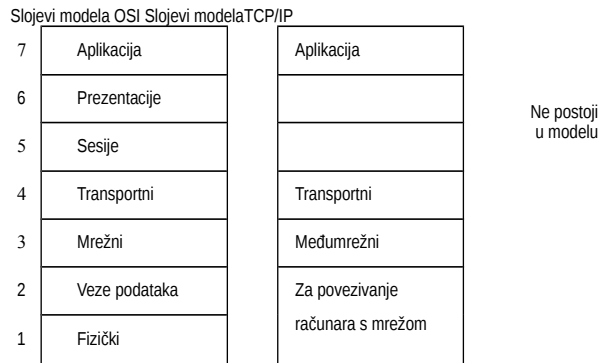 Slojevi modela OSI Slojevi modelaTCP/IP
7 Aplikacija Aplikacija
6 Prezentacije
Ne postoji
u modelu
5 Sesije
4 Transportni Transportni
3 Mrežni Međumrežni
2 Veze podataka Za povezivanje
računara s mrežom
1 Fizički